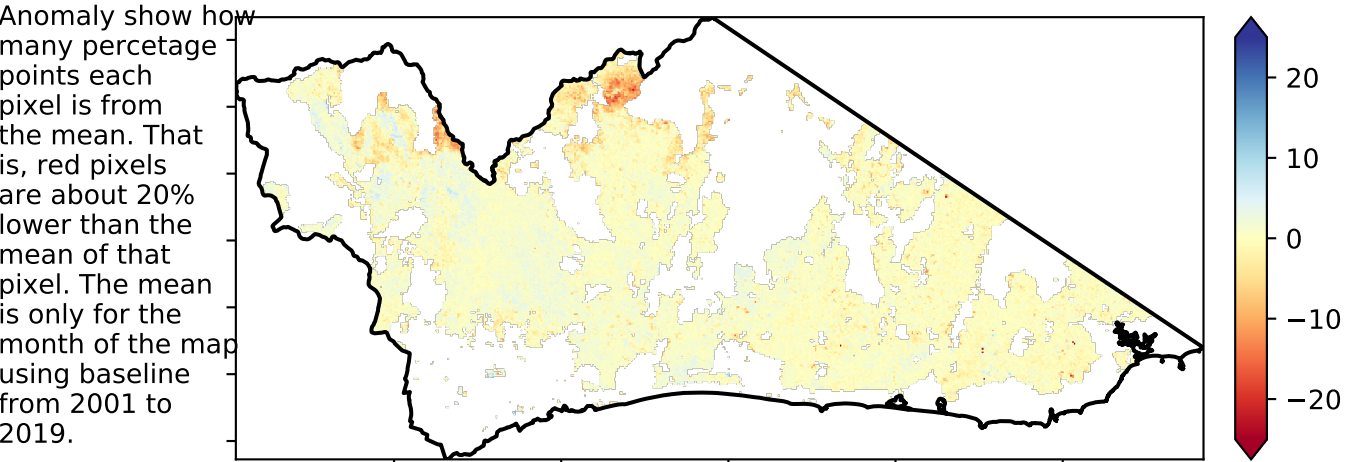 Anomaly show how
many percetage
points each
pixel is from
the mean. That
is, red pixels
are about 20%
lower than the
mean of that
pixel. The mean
is only for the
month of the map
using baseline
from 2001 to
2019.
20
10
0
−10
−20